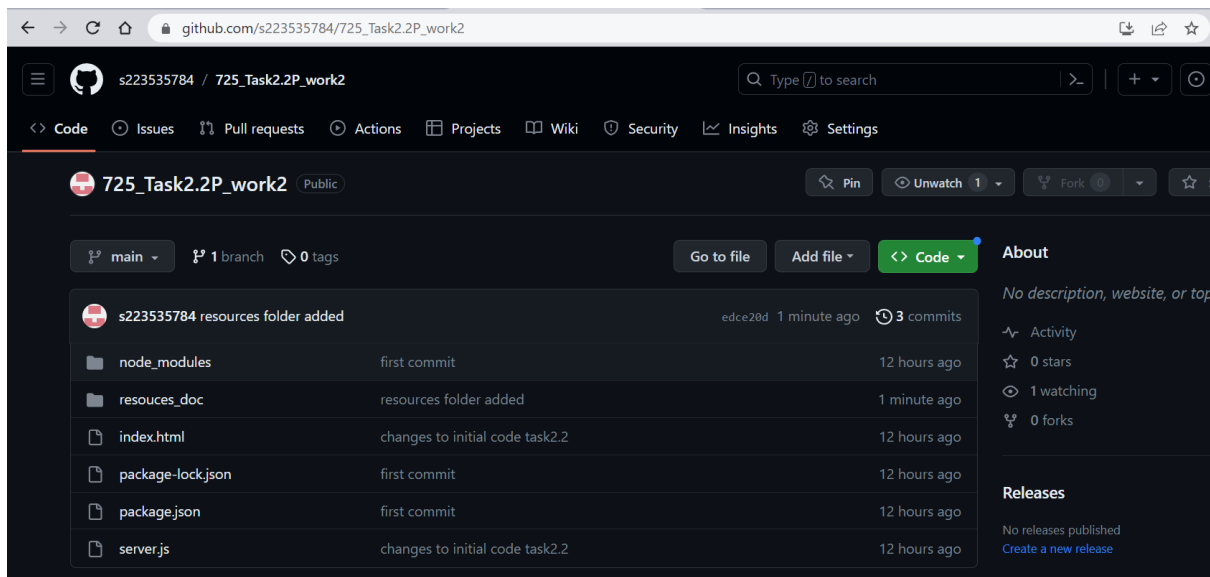 github.com/s223535784/725_Task2.2P_work2
s223535784 / 725_Task2.2P_work2
Type / to search
Code Issues Pull requests Actions Projects Wiki Security Insights Settings
725_Task2.2P_work2 Public Pin Unwatch 1 Fork 0
main 1 branch 0 tags Go to file Add file <> Code
About
No description, website, or top
s223535784 resources folder added edce20d 1 minute ago 3 commits
node_modules first commit 12 hours ago
resouces_doc resources folder added 1 minute ago
index.html changes to initial code task2.2 12 hours ago
package-lock.json first commit 12 hours ago
package.json first commit 12 hours ago
server.js changes to initial code task2.2 12 hours ago
Activity
0 stars
1 watching
0 forks
Releases
No releases published
Create a new release